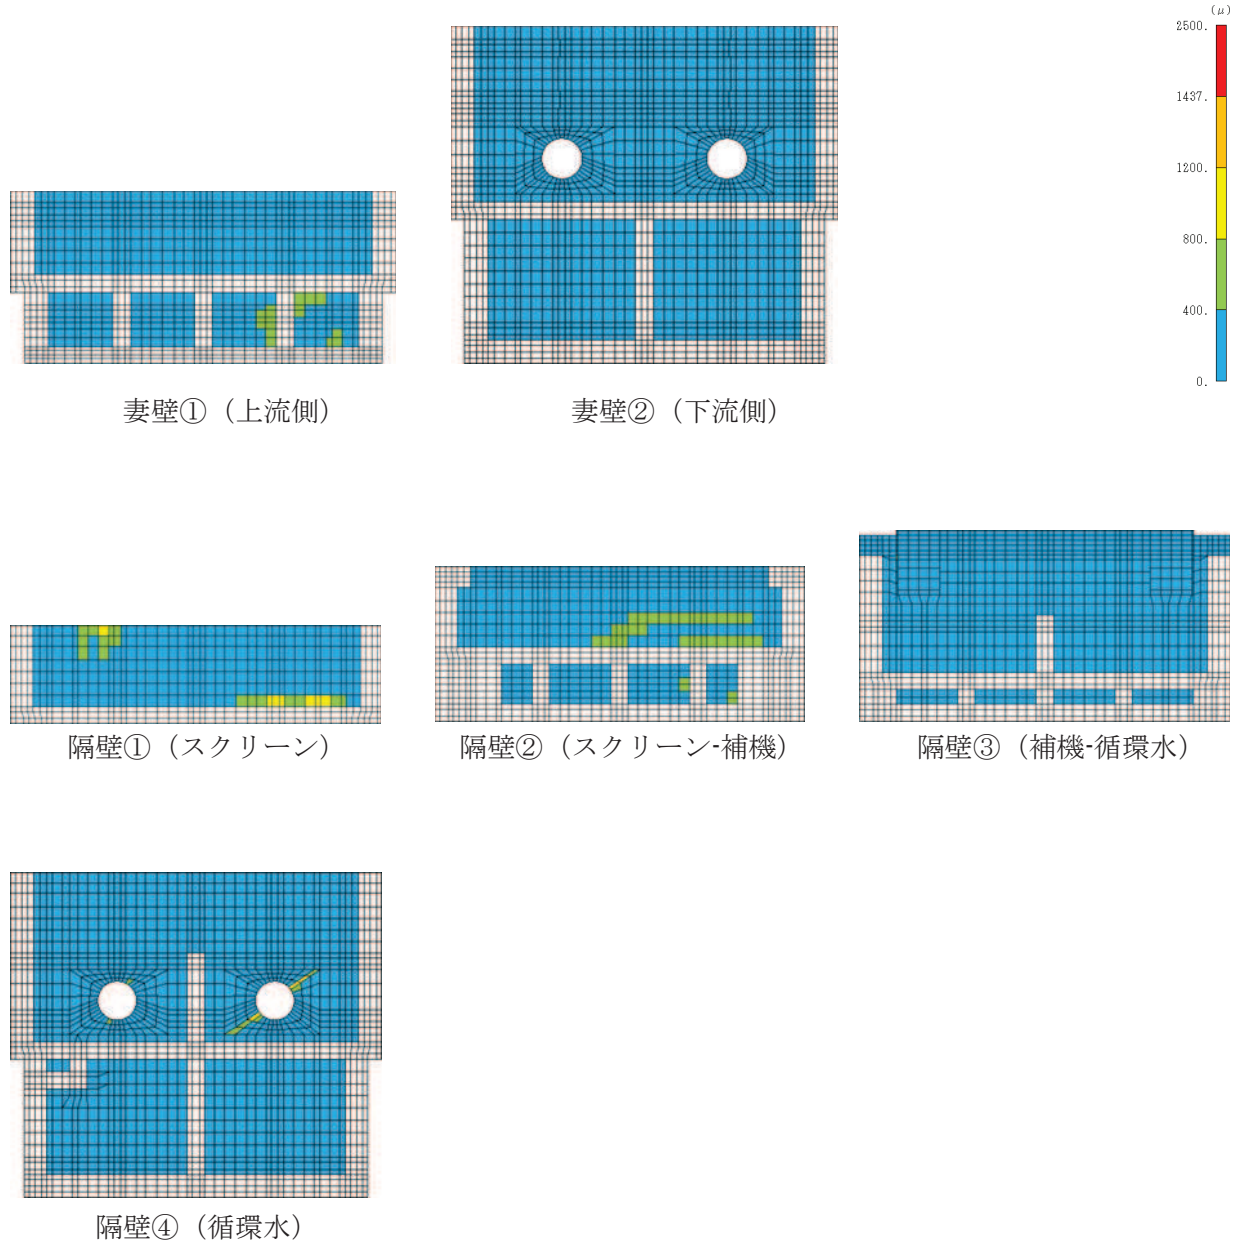 (μ)
2500.
1437.
1200.
800.
400.
0.
妻壁①（上流側）
妻壁②（下流側）
隔壁①（スクリーン）
隔壁②（スクリーン-補機）
隔壁③（補機-循環水）
隔壁④（循環水）